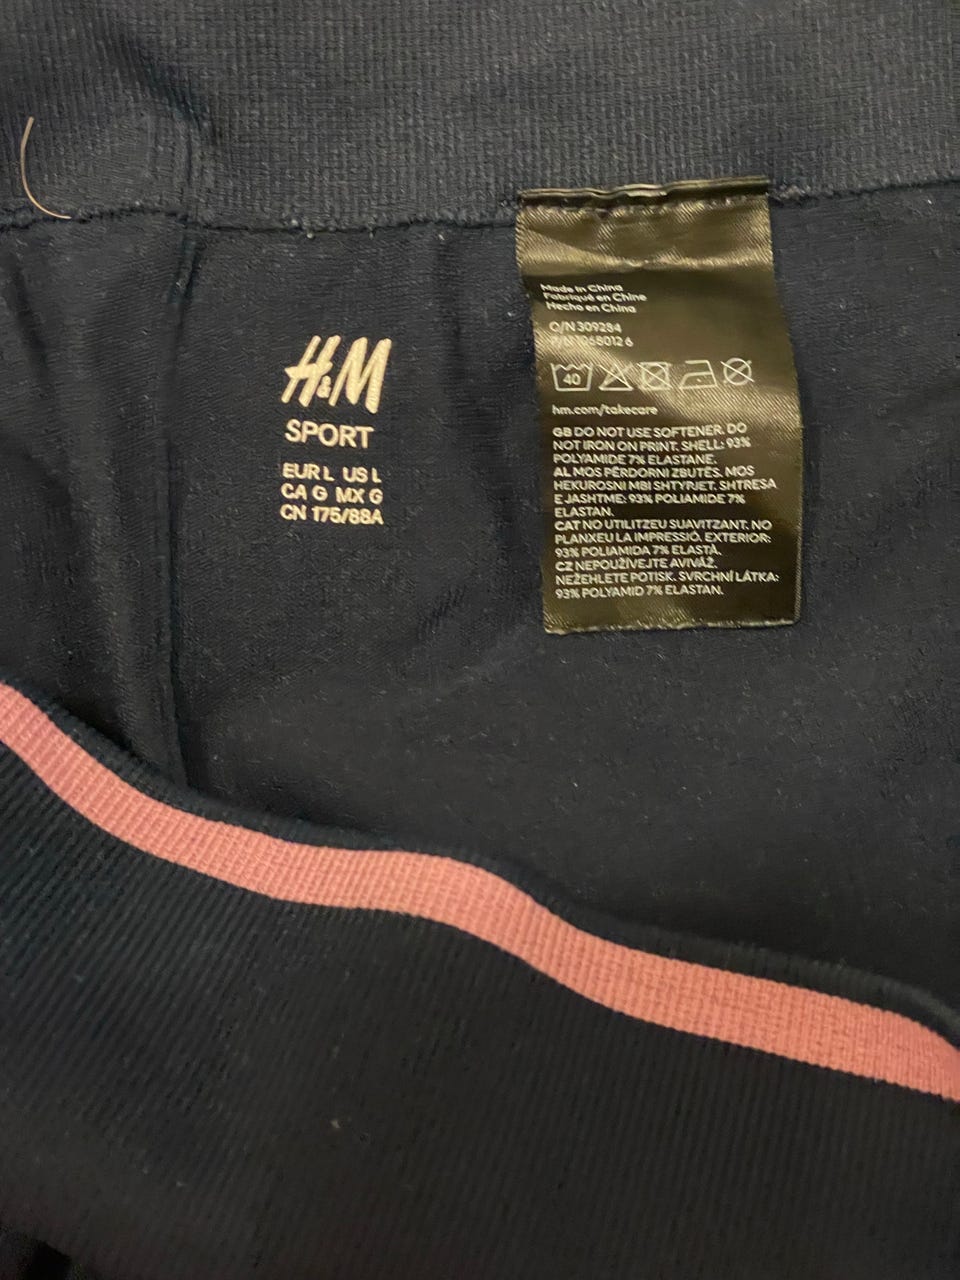 H&M
SPORT
EUR L US L
CA G MX G
CN 175/88A
Made in China
Fabriqué en Chine
Hecho en China
O/N 309284
40
hm.com/takecare
GB DO NOT USE SOFTENER. DO
NOT IRON ON PRINT. SHELL: 93%
POLYAMIDE 7% ELASTANE.
AL MOS PËRDORNI ZBUTËS. MOS
HEKUROSNI MBI SHTYPJET. SHTRESA
E JASHTME: 93% POLIAMIDE 7%
ELASTAN.
CAT NO UTILITZEU SUAVITZANT. NO
PLANXEU LA IMPRESSIÓ. EXTERIOR:
93% POLIAMIDA 7% ELASTÀ.
CZ NEPOUŽÍVEJTE AVIVÁŽ.
NEŽEHLETE POTISK. SVRCHNÍ LÁTKA:
93% POLYAMID 7% ELASTAN.